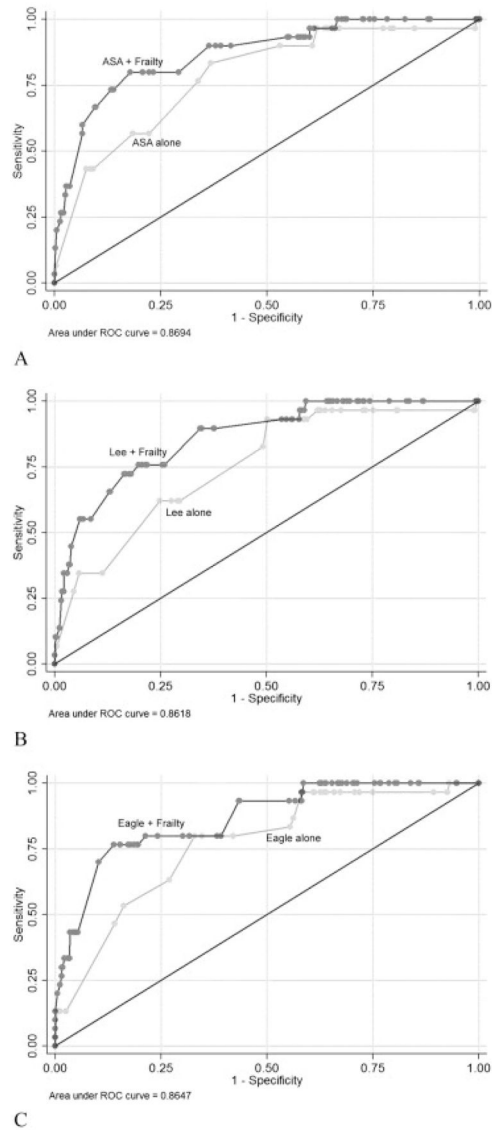 1.00
0.75
0.50
0.25
0.00
Sensitivity
ASA + Frailty
ASA alone
0.00 0.25 0.50 0.75 1.00
1 - Specificity
Area under ROC curve = 0.8694
A
1.00
0.75
0.50
0.25
0.00
Sensitivity
Lee + Frailty
Lee alone
0.00 0.25 0.50 0.75 1.00
1 - Specificity
Area under ROC curve = 0.8618
B
1.00
0.75
0.50
0.25
0.00
Sensitivity
Eagle + Frailty
Eagle alone
0.00 0.25 0.50 0.75 1.00
1 - Specificity
Area under ROC curve = 0.8647
C